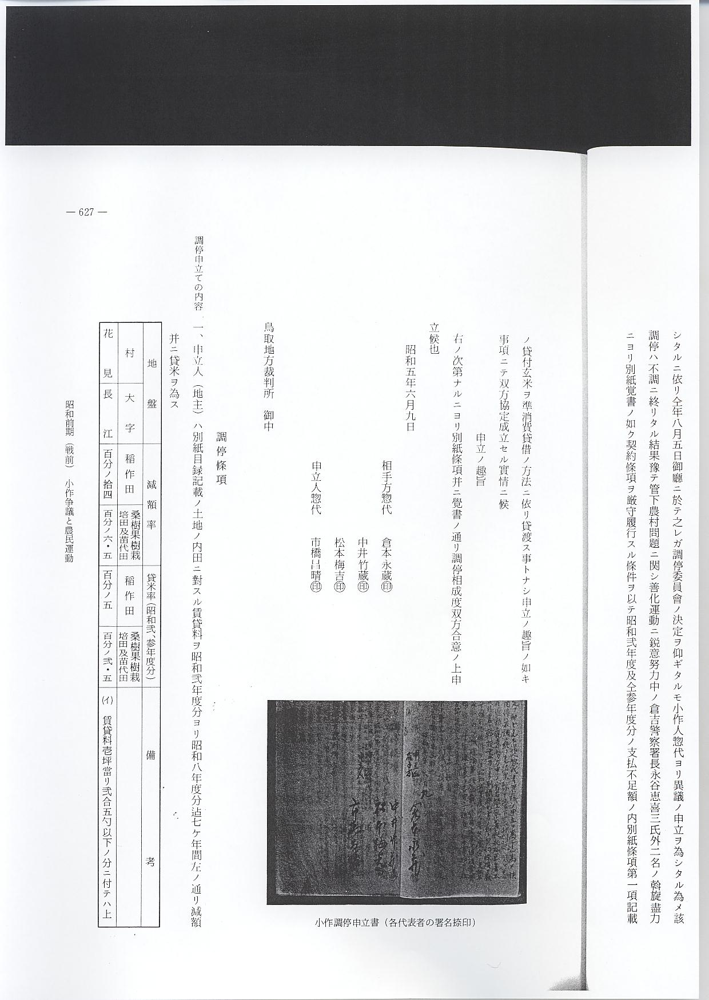 シタルニ依リ仝年八月五日御廳ニ於テ之レガ調停委員會ノ決定ヲ仰ギタルモ小作人惣代ヨリ異議ノ申立ヲ為シタル為メ該
調停ハ不調ニ終リタル結果豫テ管下農村問題ニ関シ善化運動ニ鋭意努力中ノ倉吉警察署長永谷恵喜三氏外二名ノ斡旋盡力
ニヨリ別紙覚書ノ如ク契約條項ヲ厳守履行スル條件ヲ以テ昭和弐年度及仝参年度分ノ支払不足額ノ内別紙條項第一項記載
ノ貸付玄米ヲ準消費貸借ノ方法ニ依リ貸渡ス事トナシ申立ノ趣旨ノ如キ
事項ニテ双方協定成立セル實情ニ候
申立ノ趣旨
右ノ次第ナルニヨリ別紙條項并ニ覺書ノ通リ調停相成度双方合意ノ上申
立候也
昭和五年六月九日
相手方惣代 倉本永蔵㊞
中井竹蔵㊞
松本梅吉㊞
申立人惣代 市橋昌晴㊞
鳥取地方裁判所 御中
調停條項
調停申立ての内容
一、申立人（地主）ハ別紙目録記載ノ土地ノ内田ニ對スル賃貸料ヲ昭和弐年度分ヨリ昭和八年度分迠七ケ年間左ノ通リ減額
并ニ貸米ヲ為ス
地盤 減額率 貸米率（昭和弐、参年度分） 備考
村 大字 稲作田 桑樹果樹栽培田及苗代田 稲作田 桑樹果樹栽培田及苗代田
花見 長江 百分ノ拾四 百分ノ六・五 百分ノ五 百分ノ弐・五 (イ) 賃貸料壱坪當リ弐合五勺以下ノ分ニ付テハ上
小作調停申立書（各代表者の署名捺印）
昭和前期（戦前） 小作争議と農民運動
— 627 —